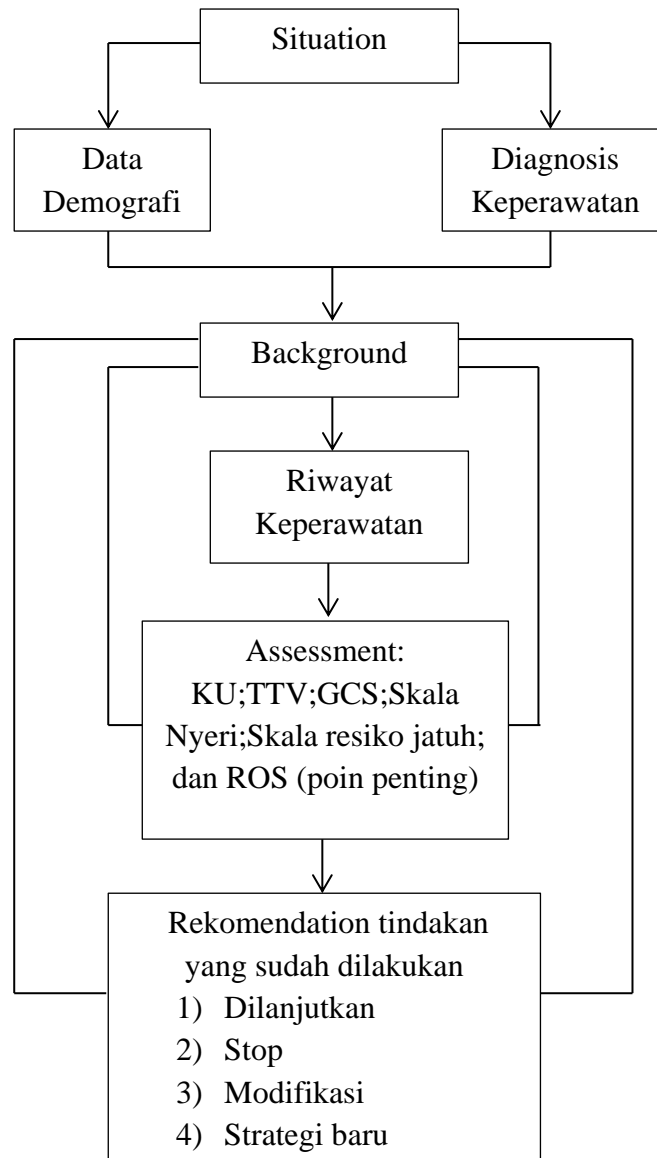 Situation
Data
Demografi
Diagnosis
Keperawatan
Background
Riwayat
Keperawatan
Assessment:
KU;TTV;GCS;Skala
Nyeri;Skala resiko jatuh;
dan ROS (poin penting)
Rekomendation tindakan
yang sudah dilakukan
1) Dilanjutkan
2) Stop
3) Modifikasi
4) Strategi baru